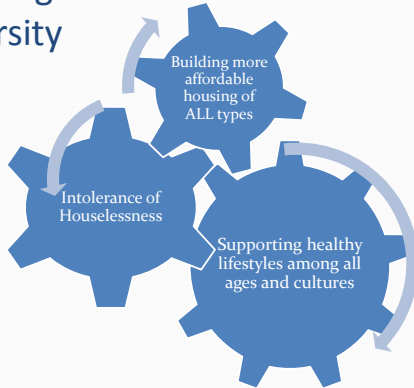 g
rsity
Building more
affordable
housing of
ALL types
Intolerance of
Houselessness
Supporting healthy
lifestyles among all
ages and cultures